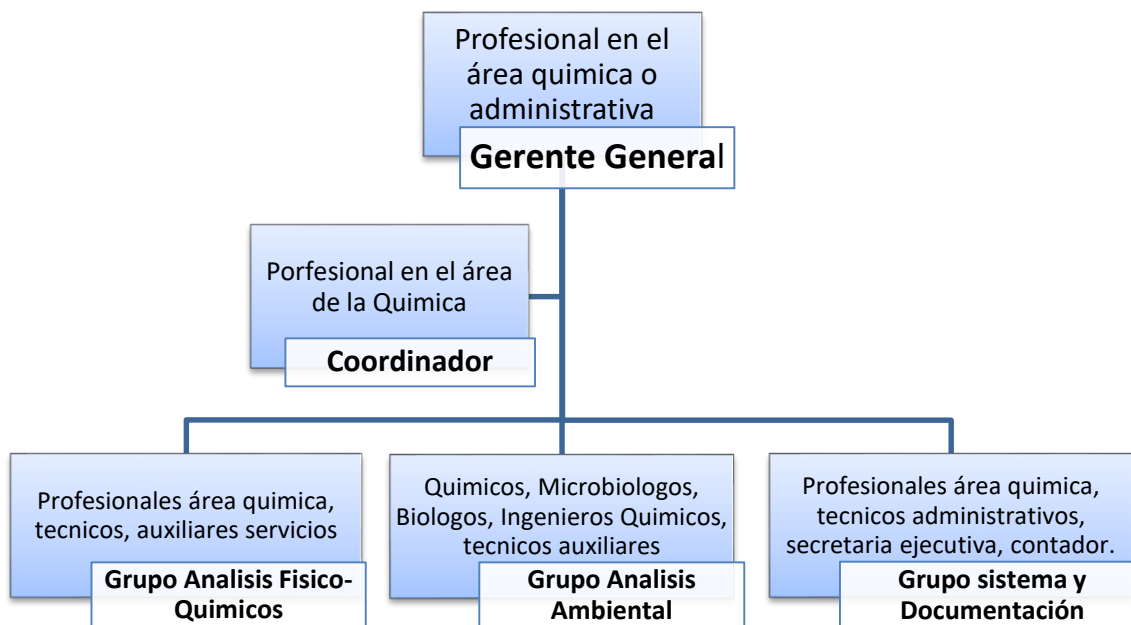 Profesional en el
área quimica o
administrativa
Gerente General
Porfesional en el área
de la Quimica
Coordinador
Profesionales área quimica,
tecnicos, auxiliares servicios
Grupo Analisis Fisico-
Quimicos
Quimicos, Microbiologos,
Biologos, Ingenieros Quimicos,
tecnicos auxiliares
Grupo Analisis
Ambiental
Profesionales área quimica,
tecnicos administrativos,
secretaria ejecutiva, contador.
Grupo sistema y
Documentación